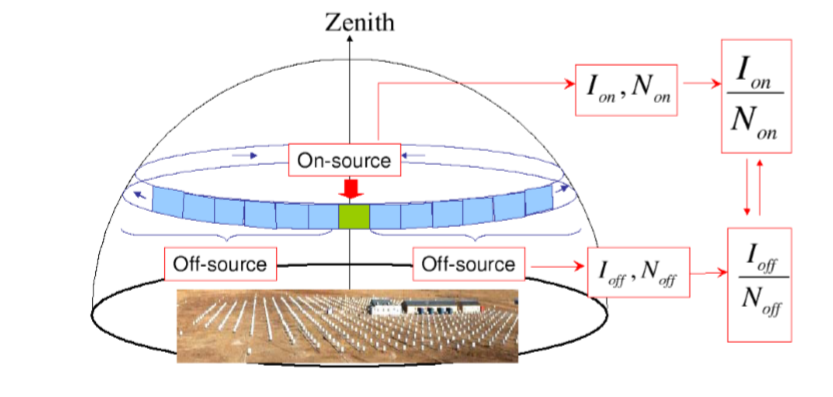 Zenith
On-source
Off-source
Off-source
I_on, N_on
I_on
N_on
I_off, N_off
I_off
N_off